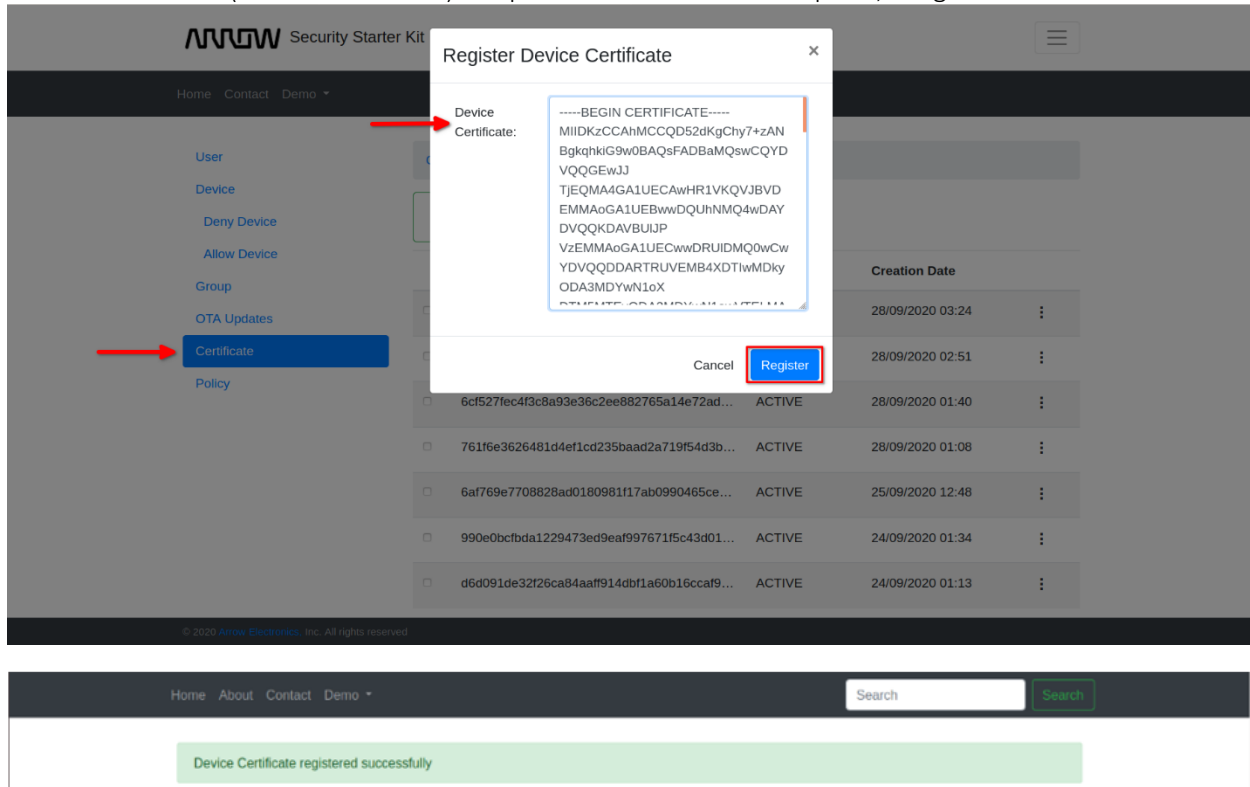 ARROW Security Starter Kit
Register Device Certificate ×
Home Contact Demo
Device Certificate:
-----BEGIN CERTIFICATE-----
MIIDKzCCAhMCCQD52dKgChy7+zAN
BgkqhkiG9w0BAQsFADBaMQswCQYD
VQQGEwJJ
TjEQMA4GA1UECAwHR1VKQVJBVD
EMMAoGA1UEBwwDQUhNMQ4wDAY
DVQQKDAVBUlJP
VzEMMAoGA1UECwwDRUlDMQ0wCw
YDVQQDDARTRUVEMB4XDTIwMDky
ODA3MDYwN1oX
Cancel Register
User
Device
Deny Device
Allow Device
Group
OTA Updates
Certificate
Policy
Creation Date
28/09/2020 03:24
28/09/2020 02:51
6cf527fec4f3c8a93e36c2ee882765a14e72ad... ACTIVE 28/09/2020 01:40
761f6e3626481d4ef1cd235baad2a719f54d3b... ACTIVE 28/09/2020 01:08
6af769e7708828ad0180981f17ab0990465ce... ACTIVE 25/09/2020 12:48
990e0bcfbda1229473ed9eaf997671f5c43d01... ACTIVE 24/09/2020 01:34
d6d091de32f26ca84aaff914dbf1a60b16ccaf9... ACTIVE 24/09/2020 01:13
© 2020 Arrow Electronics, Inc. All rights reserved
Home About Contact Demo Search Search
Device Certificate registered successfully